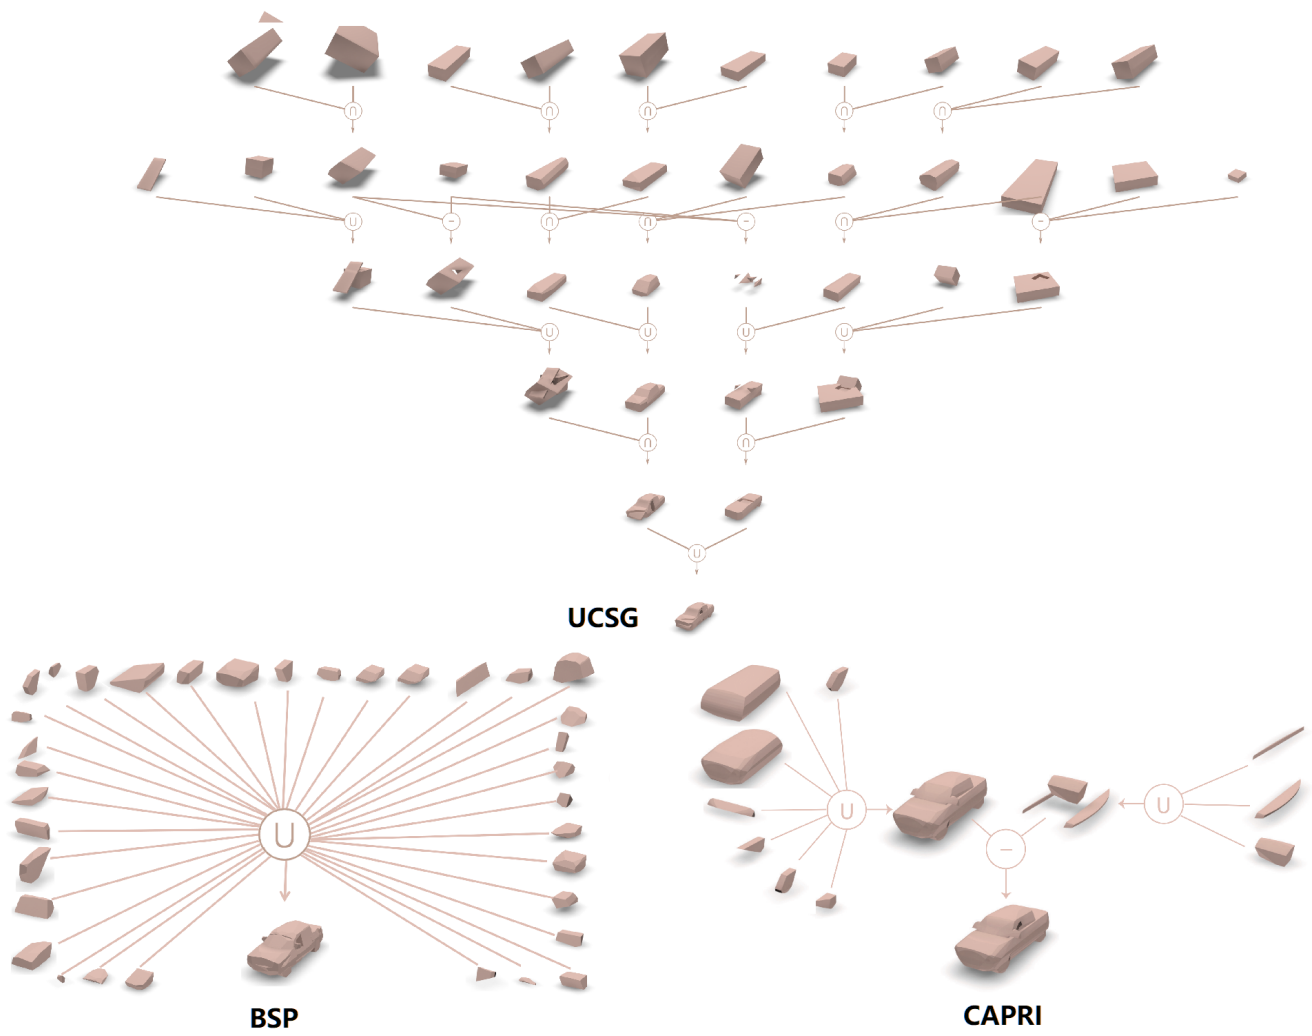 ∩ ∩ ∩ ∩ ∩
∪ − ∩ ∩ − ∩ −
∪ ∪ ∪ ∪
∩ ∩
∪
UCSG
∪ ∪ ∪
−
BSP CAPRI